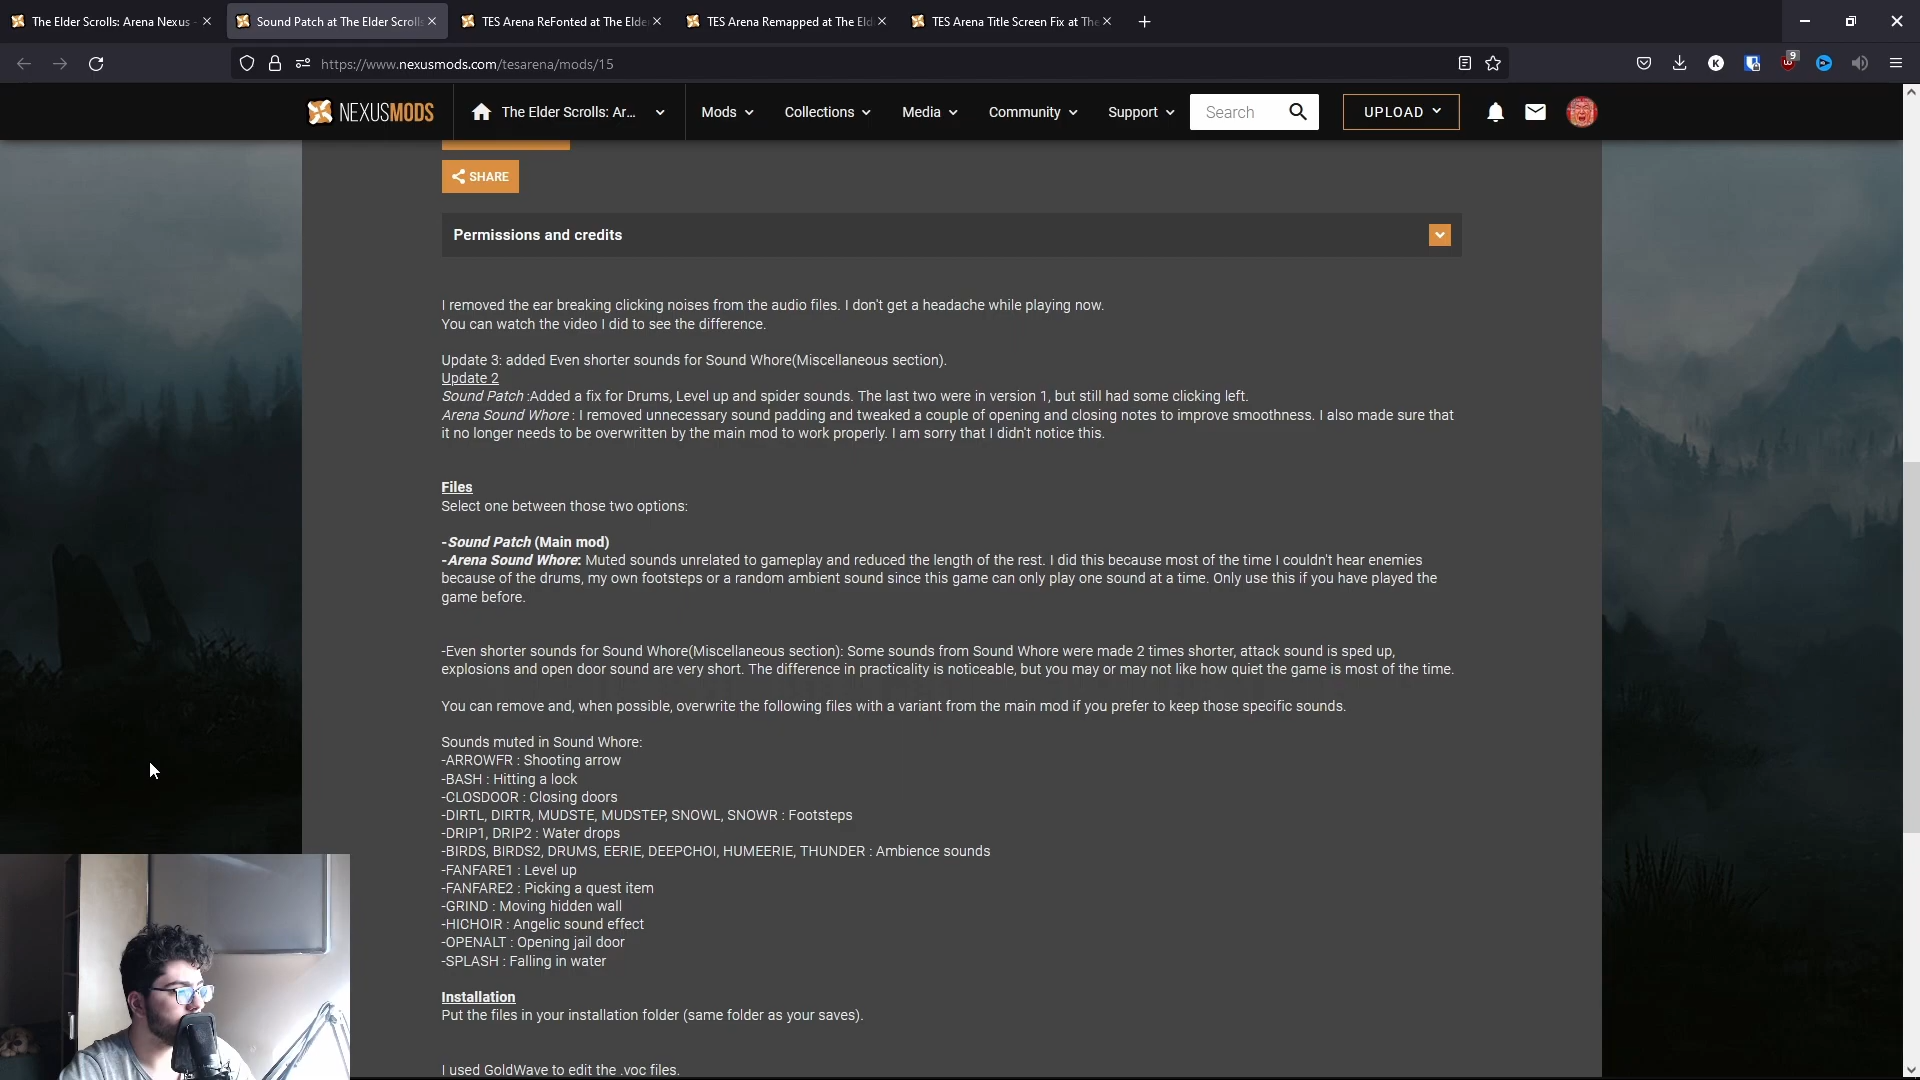 The Elder Scrolls: Arena Nexus -
Sound Patch at The Elder Scrolls
TES Arena ReFonted at The Elde
TES Arena Remapped at The Eld
TES Arena Title Screen Fix at The
https://www.nexusmods.com/tesarena/mods/15
9
K
NEXUSMODS
The Elder Scrolls: Ar...
Mods
Collections
Media
Community
Support
Search
UPLOAD
SHARE
Permissions and credits
I removed the ear breaking clicking noises from the audio files. I don't get a headache while playing now.
You can watch the video I did to see the difference.
Update 3: added Even shorter sounds for Sound Whore(Miscellaneous section).
Update 2
Sound Patch :Added a fix for Drums, Level up and spider sounds. The last two were in version 1, but still had some clicking left.
Arena Sound Whore : I removed unnecessary sound padding and tweaked a couple of opening and closing notes to improve smoothness. I also made sure that
it no longer needs to be overwritten by the main mod to work properly. I am sorry that I didn't notice this.
Files
Select one between those two options:
-Sound Patch (Main mod)
-Arena Sound Whore: Muted sounds unrelated to gameplay and reduced the length of the rest. I did this because most of the time I couldn't hear enemies
because of the drums, my own footsteps or a random ambient sound since this game can only play one sound at a time. Only use this if you have played the
game before.
-Even shorter sounds for Sound Whore(Miscellaneous section): Some sounds from Sound Whore were made 2 times shorter, attack sound is sped up,
explosions and open door sound are very short. The difference in practicality is noticeable, but you may or may not like how quiet the game is most of the time.
You can remove and, when possible, overwrite the following files with a variant from the main mod if you prefer to keep those specific sounds.
Sounds muted in Sound Whore:
-ARROWFR : Shooting arrow
-BASH : Hitting a lock
-CLOSDOOR : Closing doors
-DIRTL, DIRTR, MUDSTE, MUDSTEP, SNOWL, SNOWR : Footsteps
-DRIP1, DRIP2 : Water drops
-BIRDS, BIRDS2, DRUMS, EERIE, DEEPCHOI, HUMEERIE, THUNDER : Ambience sounds
-FANFARE1 : Level up
-FANFARE2 : Picking a quest item
-GRIND : Moving hidden wall
-HICHOIR : Angelic sound effect
-OPENALT : Opening jail door
-SPLASH : Falling in water
Installation
Put the files in your installation folder (same folder as your saves).
I used GoldWave to edit the .voc files.